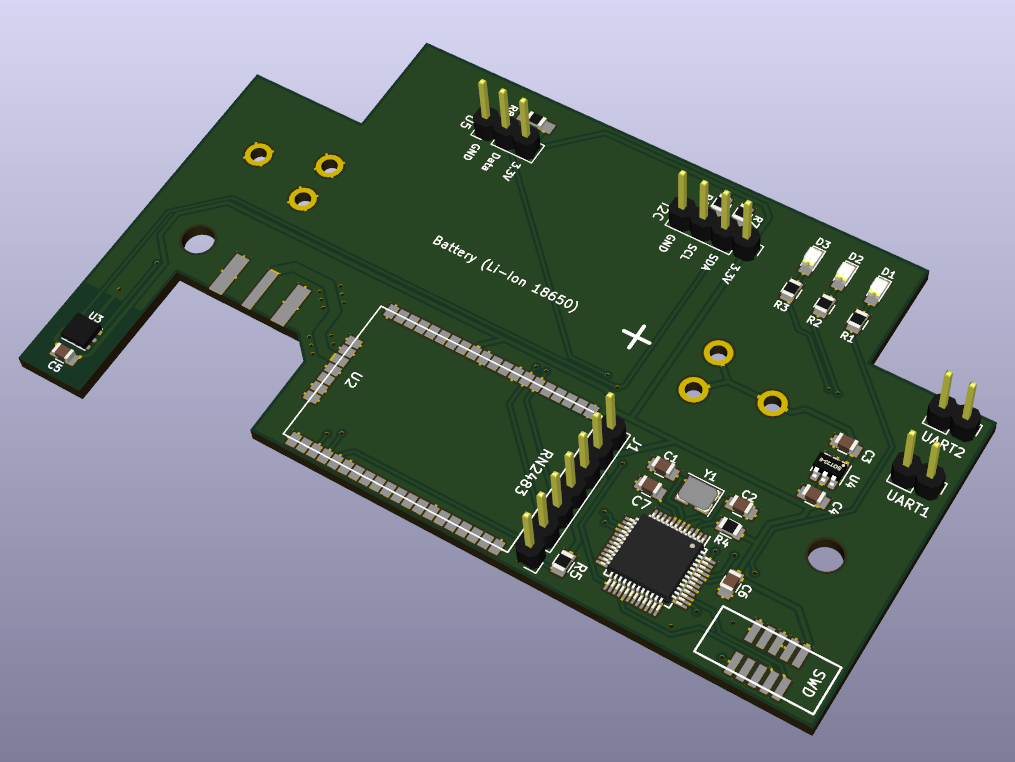 R8
U5
GND
Data
3.3V
I2C
GND
SCL
SDA
3.3V
R7
D3
D2
D1
R3
R2
R1
Battery (Li-Ion 18650)
U3
C5
U2
RN2483
J1
UART2
UART1
C3
U4
C4
C1
C7
Y1
C2
R4
R5
C6
SWD